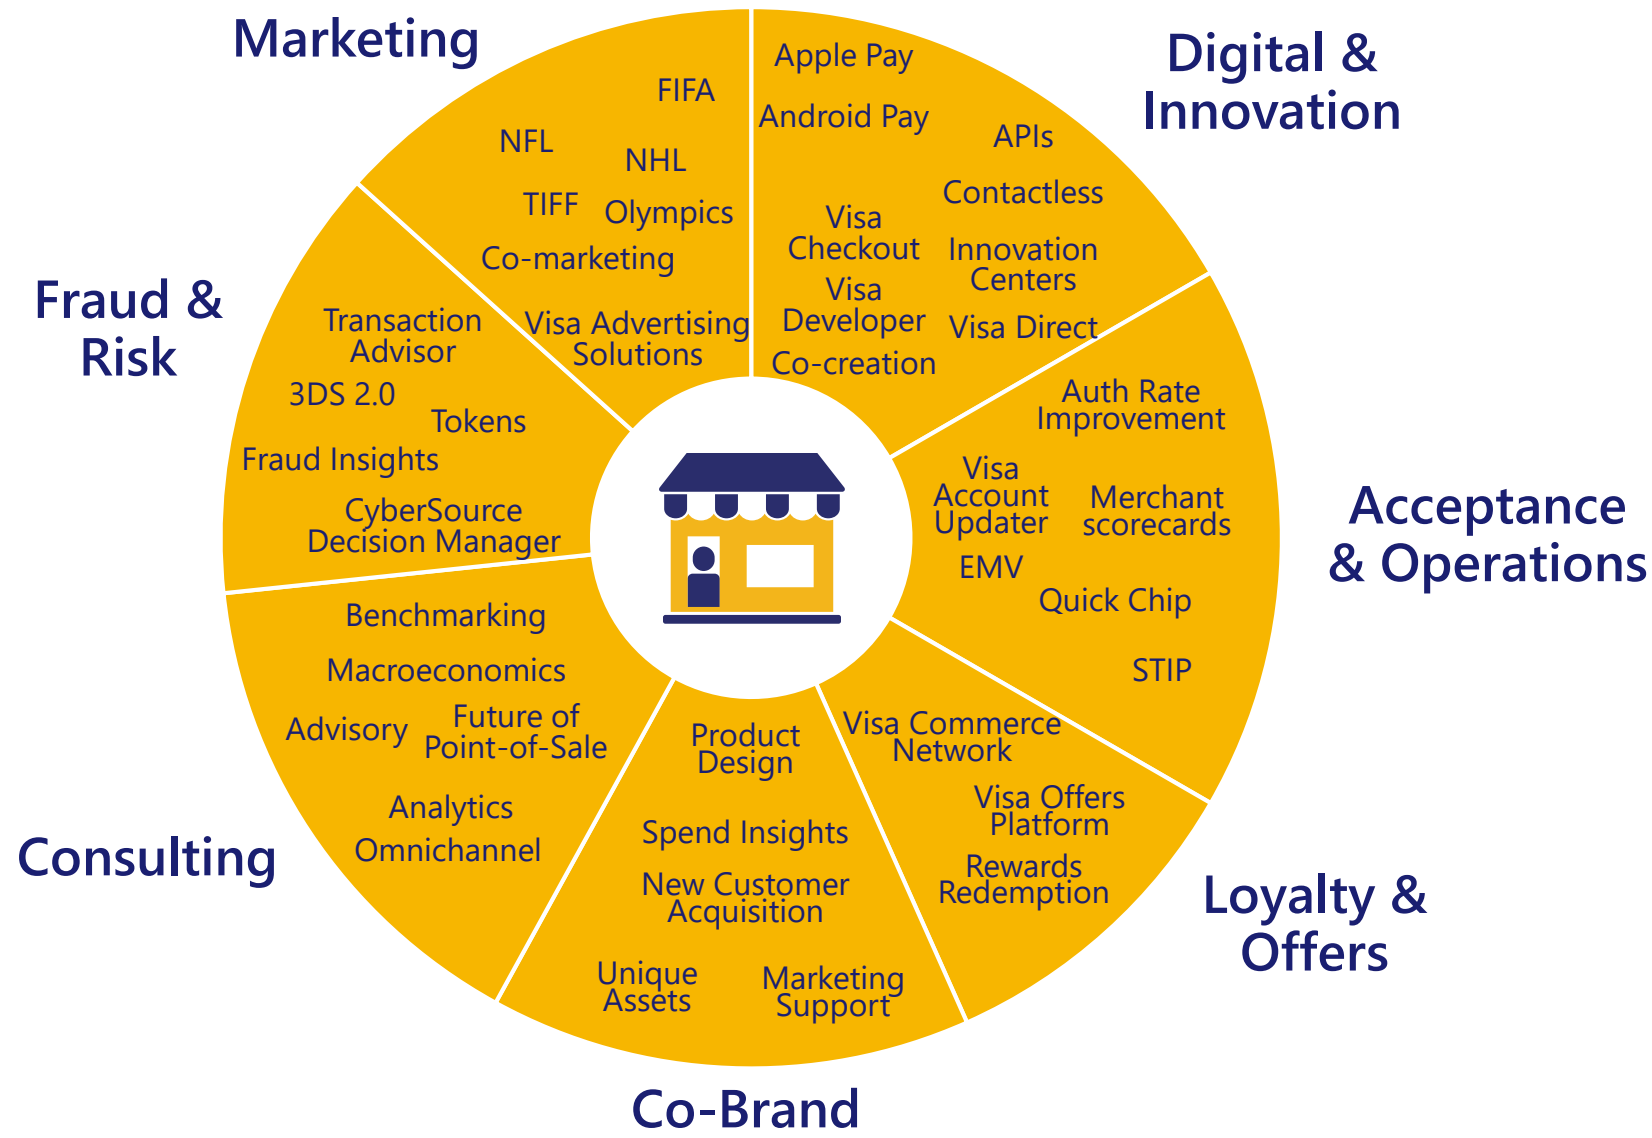 Marketing
FIFA
NFL
NHL
TIFF
Olympics
Co-marketing
Visa Advertising
Solutions
Digital &
Innovation
Apple Pay
Android Pay
APIs
Contactless
Visa
Checkout
Innovation
Centers
Visa
Developer
Visa Direct
Co-creation
Acceptance
& Operations
Auth Rate
Improvement
Visa
Account
Updater
Merchant
scorecards
EMV
Quick Chip
STIP
Loyalty &
Offers
Visa Commerce
Network
Visa Offers
Platform
Rewards
Redemption
Co-Brand
Product
Design
Spend Insights
New Customer
Acquisition
Unique
Assets
Marketing
Support
Consulting
Benchmarking
Macroeconomics
Advisory
Future of
Point-of-Sale
Analytics
Omnichannel
Fraud &
Risk
Transaction
Advisor
3DS 2.0
Tokens
Fraud Insights
CyberSource
Decision Manager